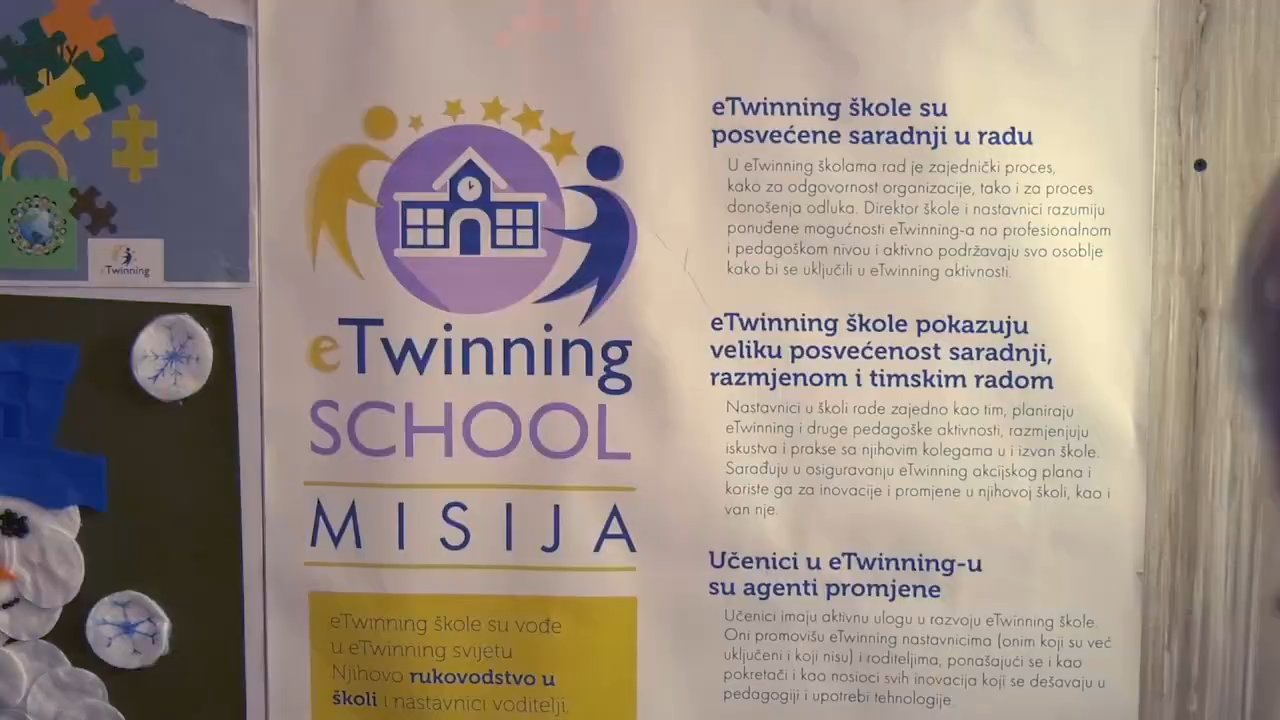 eTwinning
eTwinning
SCHOOL
MISIJA
eTwinning škole su vođe
u eTwinning svijetu
Njihovo rukovodstvo u
školi i nastavnici voditelji,
eTwinning škole su
posvećene saradnji u radu
U eTwinning školama rad je zajednički proces,
kako za odgovornost organizacije, tako i za proces
donošenja odluka. Direktor škole i nastavnici razumiju
ponuđene mogućnosti eTwinning-a na profesionalnom
i pedagoškom nivou i aktivno podržavaju svo osoblje
kako bi se uključili u eTwinning aktivnosti.
eTwinning škole pokazuju
veliku posvećenost saradnji,
razmjenom i timskim radom
Nastavnici u školi rade zajedno kao tim, planiraju
eTwinning i druge pedagoške aktivnosti, razmjenjuju
iskustva i prakse sa njihovim kolegama u i izvan škole.
Sarađuju u osiguravanju eTwinning akcijskog plana i
koriste ga za inovacije i promjene u njihovoj školi, kao i
van nje.
Učenici u eTwinning-u
su agenti promjene
Učenici imaju aktivnu ulogu u razvoju eTwinning škole.
Oni promovišu eTwinning nastavnicima (onim koji su već
uključeni i koji nisu) i roditeljima, ponašajući se i kao
pokretači i kao nosioci svih inovacija koji se dešavaju u
pedagogiji i upotrebi tehnologije.